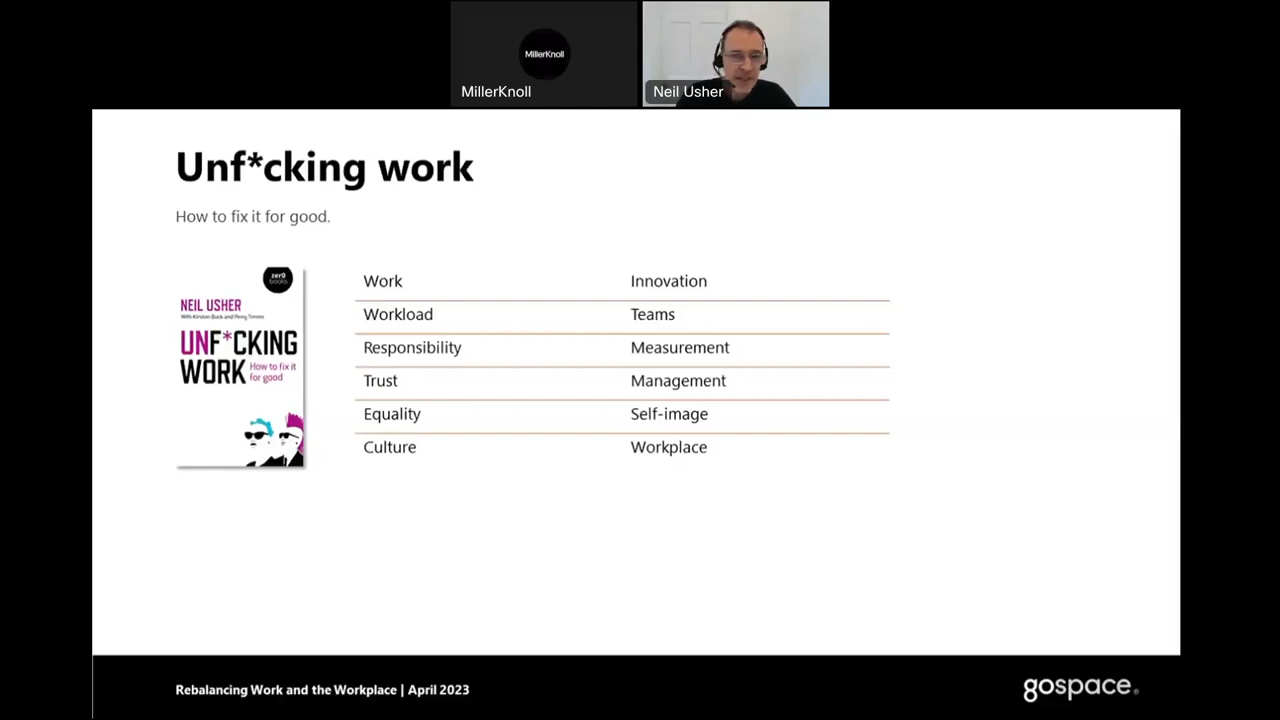 MillerKnoll
MillerKnoll
Neil Usher
Unf*cking work
How to fix it for good.
zer0
books
NEIL USHER
With Kirsten Buck and Perry Timms
UNF*CKING
WORK
How to fix it
for good
Work Innovation
Workload Teams
Responsibility Measurement
Trust Management
Equality Self-image
Culture Workplace
Rebalancing Work and the Workplace | April 2023
gospace